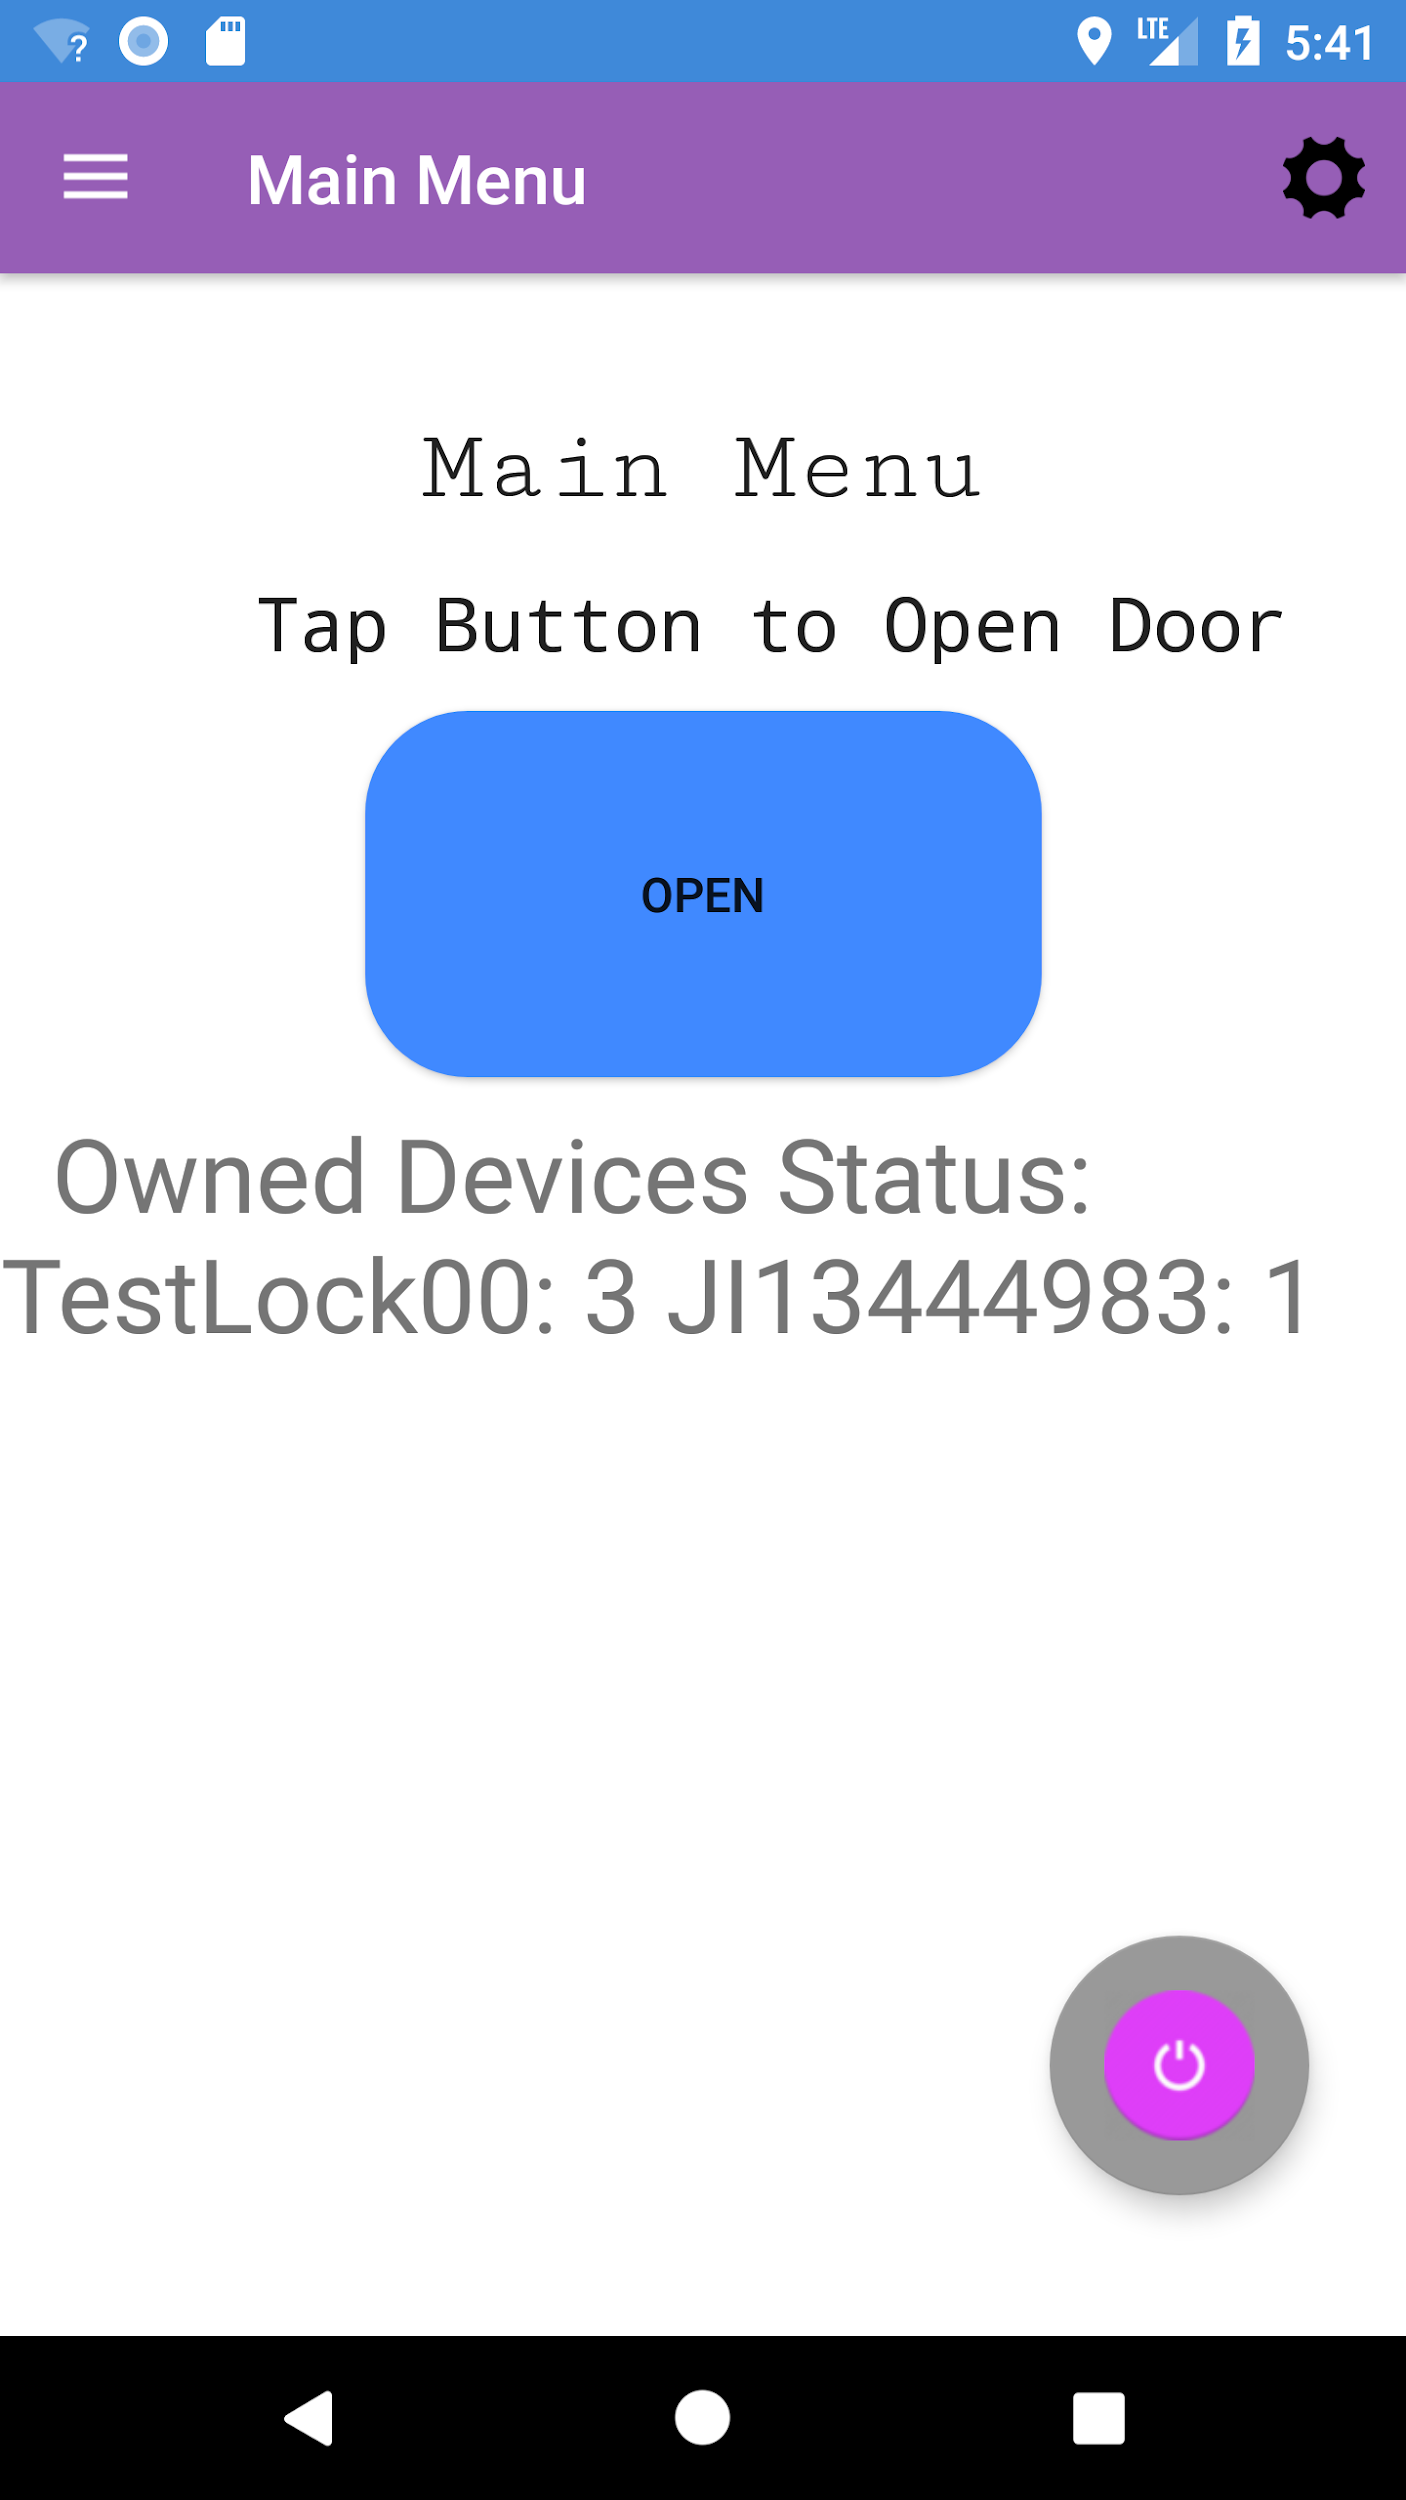 LTE 5:41
Main Menu
Main Menu
Tap Button to Open Door
OPEN
Owned Devices Status:
TestLock00: 3 JI13444983: 1